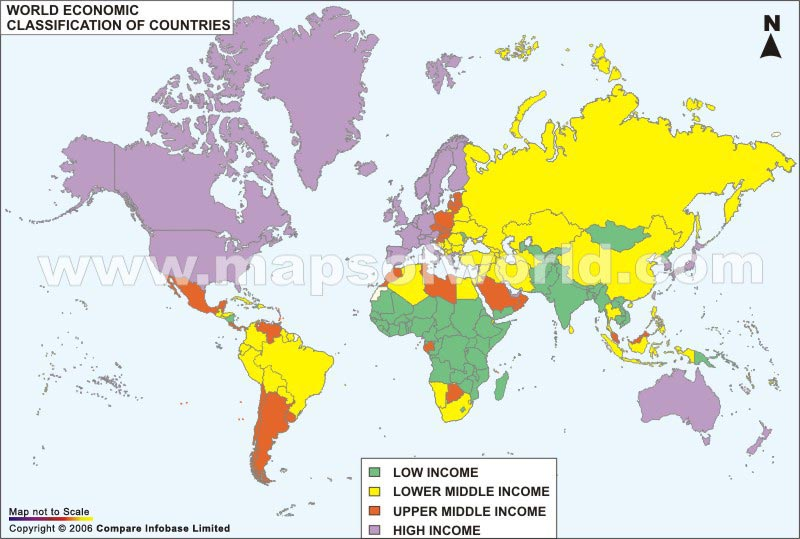 WORLD ECONOMIC
CLASSIFICATION OF COUNTRIES
N
www.mapsofworld.com
LOW INCOME
LOWER MIDDLE INCOME
UPPER MIDDLE INCOME
HIGH INCOME
Map not to Scale
Copyright © 2006 Compare Infobase Limited